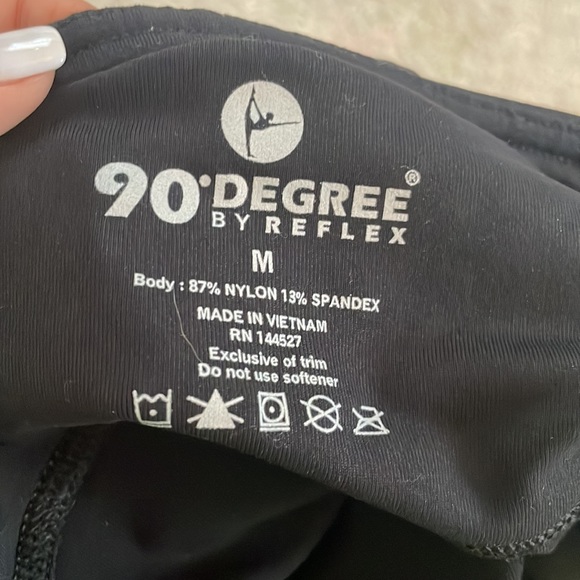 90°DEGREE®
BY REFLEX
M
Body : 87% NYLON 13% SPANDEX
MADE IN VIETNAM
RN 144527
Exclusive of trim
Do not use softener